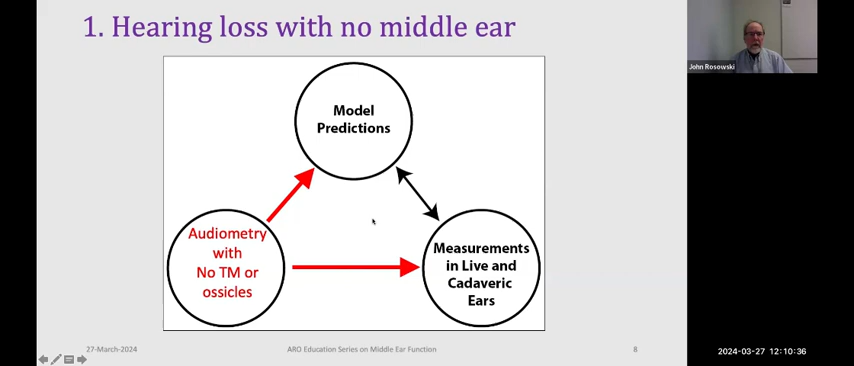 1. Hearing loss with no middle ear
Model
Predictions
Audiometry
with
No TM or
ossicles
Measurements
in Live and
Cadaveric
Ears
27-March-2024
ARO Education Series on Middle Ear Function
8
John Rosowski
2024-03-27 12:10:36